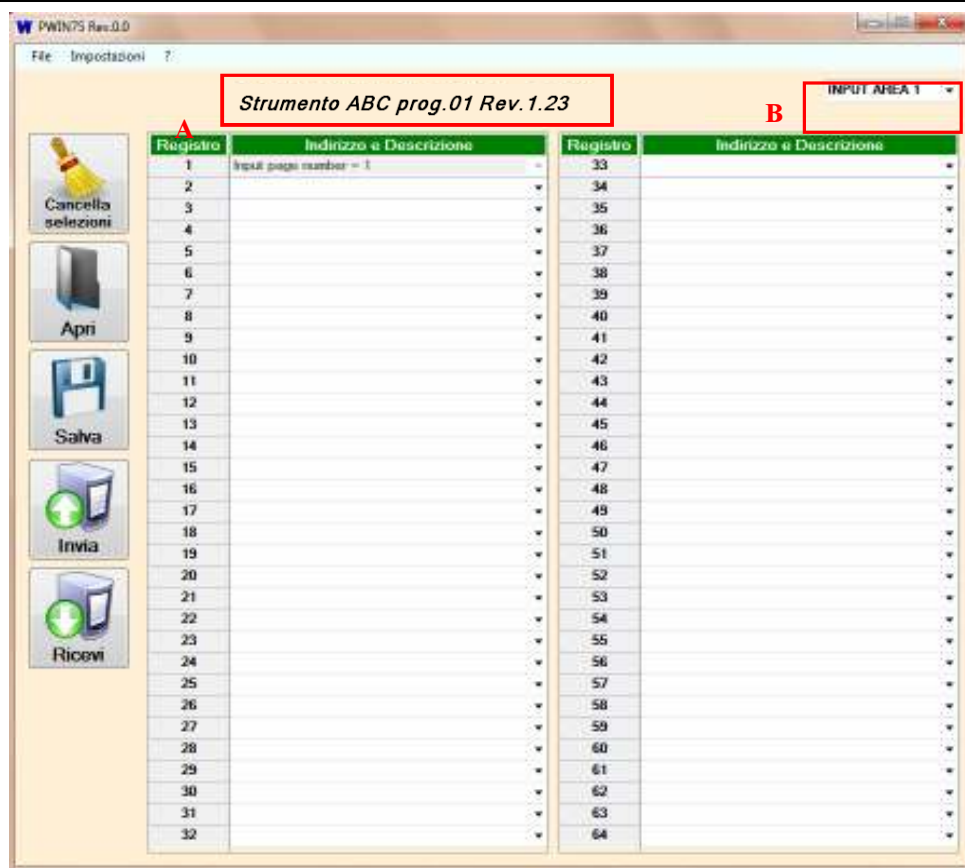 PWIN7S Rev.0.0
File Impostazioni ?
Strumento ABC prog.01 Rev.1.23
INPUT AREA 1
A
B
Registro Indirizzo e Descrizione Registro Indirizzo e Descrizione
1 Input page number = 1 33
2 34
3 35
4 36
5 37
6 38
7 39
8 40
9 41
10 42
11 43
12 44
13 45
14 46
15 47
16 48
17 49
18 50
19 51
20 52
21 53
22 54
23 55
24 56
25 57
26 58
27 59
28 60
29 61
30 62
31 63
32 64
Cancella
selezioni
Apri
Salva
Invia
Ricevi